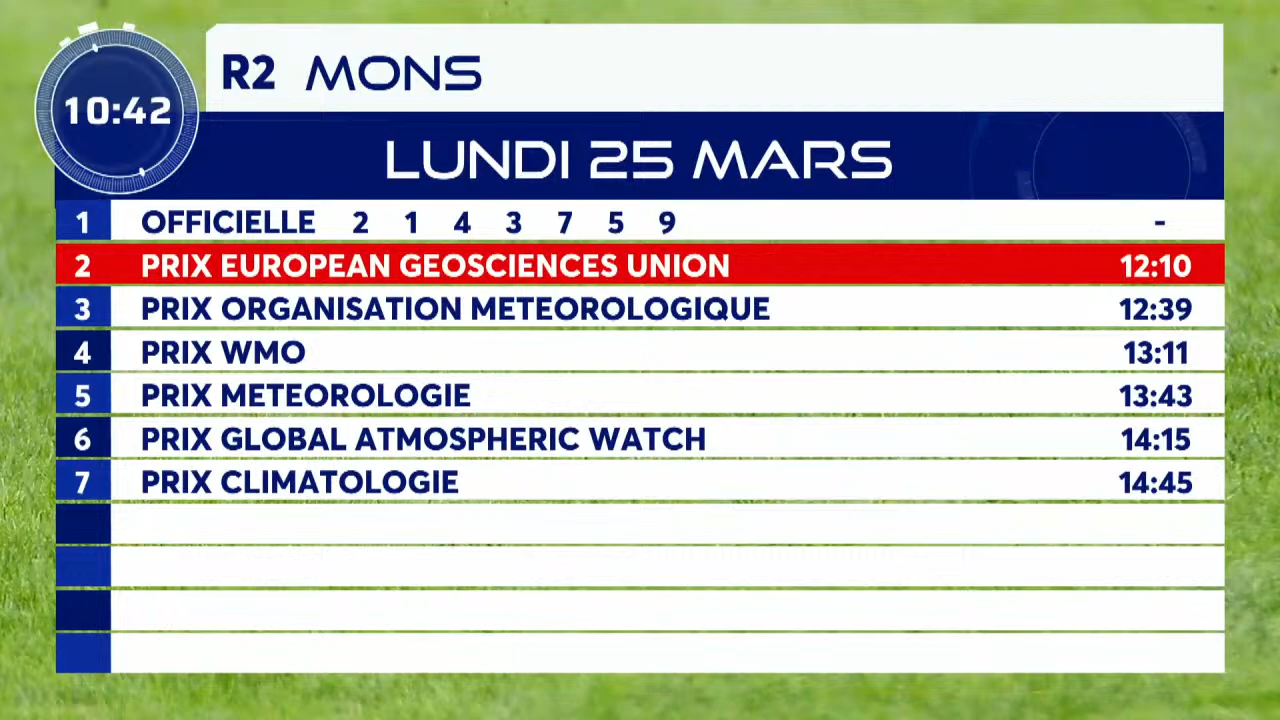 10:42
R2 MONS
LUNDI 25 MARS
1 OFFICIELLE 2 1 4 3 7 5 9 -
2 PRIX EUROPEAN GEOSCIENCES UNION 12:10
3 PRIX ORGANISATION METEOROLOGIQUE 12:39
4 PRIX WMO 13:11
5 PRIX METEOROLOGIE 13:43
6 PRIX GLOBAL ATMOSPHERIC WATCH 14:15
7 PRIX CLIMATOLOGIE 14:45